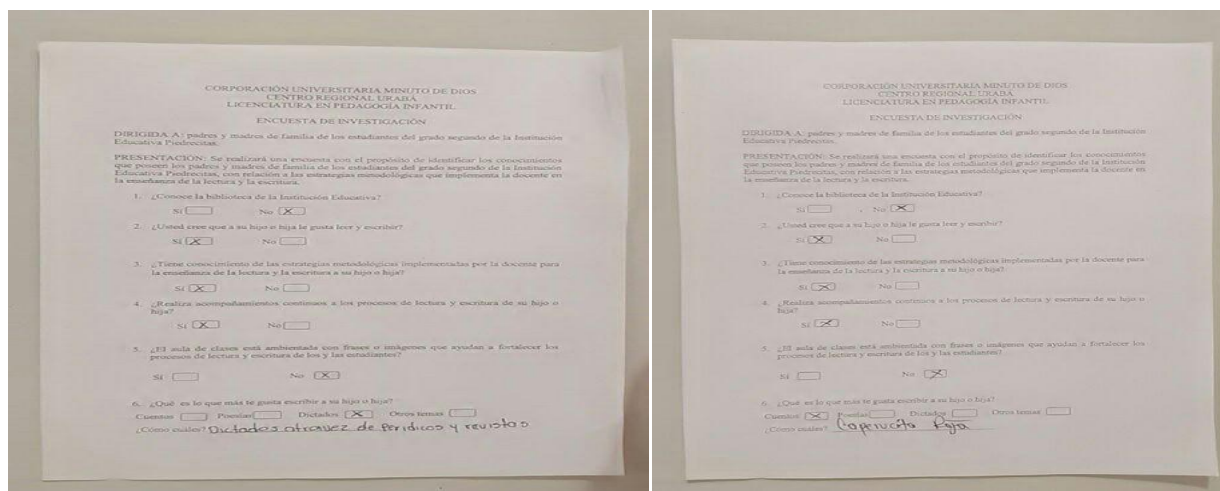 CORPORACIÓN UNIVERSITARIA MINUTO DE DIOS
CENTRO REGIONAL URABÁ
LICENCIATURA EN PEDAGOGÍA INFANTIL
ENCUESTA DE INVESTIGACIÓN
DIRIGIDA A: padres y madres de familia de los estudiantes del grado segundo de la Institución
Educativa Piedrecitas.
PRESENTACIÓN: Se realizará una encuesta con el propósito de identificar los conocimientos
que poseen los padres y madres de familia de los estudiantes del grado segundo de la Institución
Educativa Piedrecitas, con relación a las estrategias metodológicas que implementa la docente en
la enseñanza de la lectura y la escritura.
1. ¿Conoce la biblioteca de la Institución Educativa?
Si No X
2. ¿Usted cree que a su hijo o hija le gusta leer y escribir?
Si X No
3. ¿Tiene conocimiento de las estrategias metodológicas implementadas por la docente para
la enseñanza de la lectura y la escritura a su hijo o hija?
Si X No
4. ¿Realiza acompañamientos continuos a los procesos de lectura y escritura de su hijo o
hija?
Si X No
5. ¿El aula de clases está ambientada con frases o imágenes que ayudan a fortalecer los
procesos de lectura y escritura de los y las estudiantes?
Si No X
6. ¿Qué es lo que más te gusta escribir a su hijo o hija?
Cuentos Poesías Dictados X Otros temas
¿Cómo cuáles? Dictados atravez de Peridicos y revistas
CORPORACIÓN UNIVERSITARIA MINUTO DE DIOS
CENTRO REGIONAL URABÁ
LICENCIATURA EN PEDAGOGÍA INFANTIL
ENCUESTA DE INVESTIGACIÓN
DIRIGIDA A: padres y madres de familia de los estudiantes del grado segundo de la Institución
Educativa Piedrecitas.
PRESENTACIÓN: Se realizará una encuesta con el propósito de identificar los conocimientos
que poseen los padres y madres de familia de los estudiantes del grado segundo de la Institución
Educativa Piedrecitas, con relación a las estrategias metodológicas que implementa la docente en
la enseñanza de la lectura y la escritura.
1. ¿Conoce la biblioteca de la Institución Educativa?
Si No X
2. ¿Usted cree que a su hijo o hija le gusta leer y escribir?
Si X No
3. ¿Tiene conocimiento de las estrategias metodológicas implementadas por la docente para
la enseñanza de la lectura y la escritura a su hijo o hija?
Si X No
4. ¿Realiza acompañamientos continuos a los procesos de lectura y escritura de su hijo o
hija?
Si X No
5. ¿El aula de clases está ambientada con frases o imágenes que ayudan a fortalecer los
procesos de lectura y escritura de los y las estudiantes?
Si No X
6. ¿Qué es lo que más te gusta escribir a su hijo o hija?
Cuentos X Poesías Dictados Otros temas
¿Cómo cuáles? Caperucita Roja